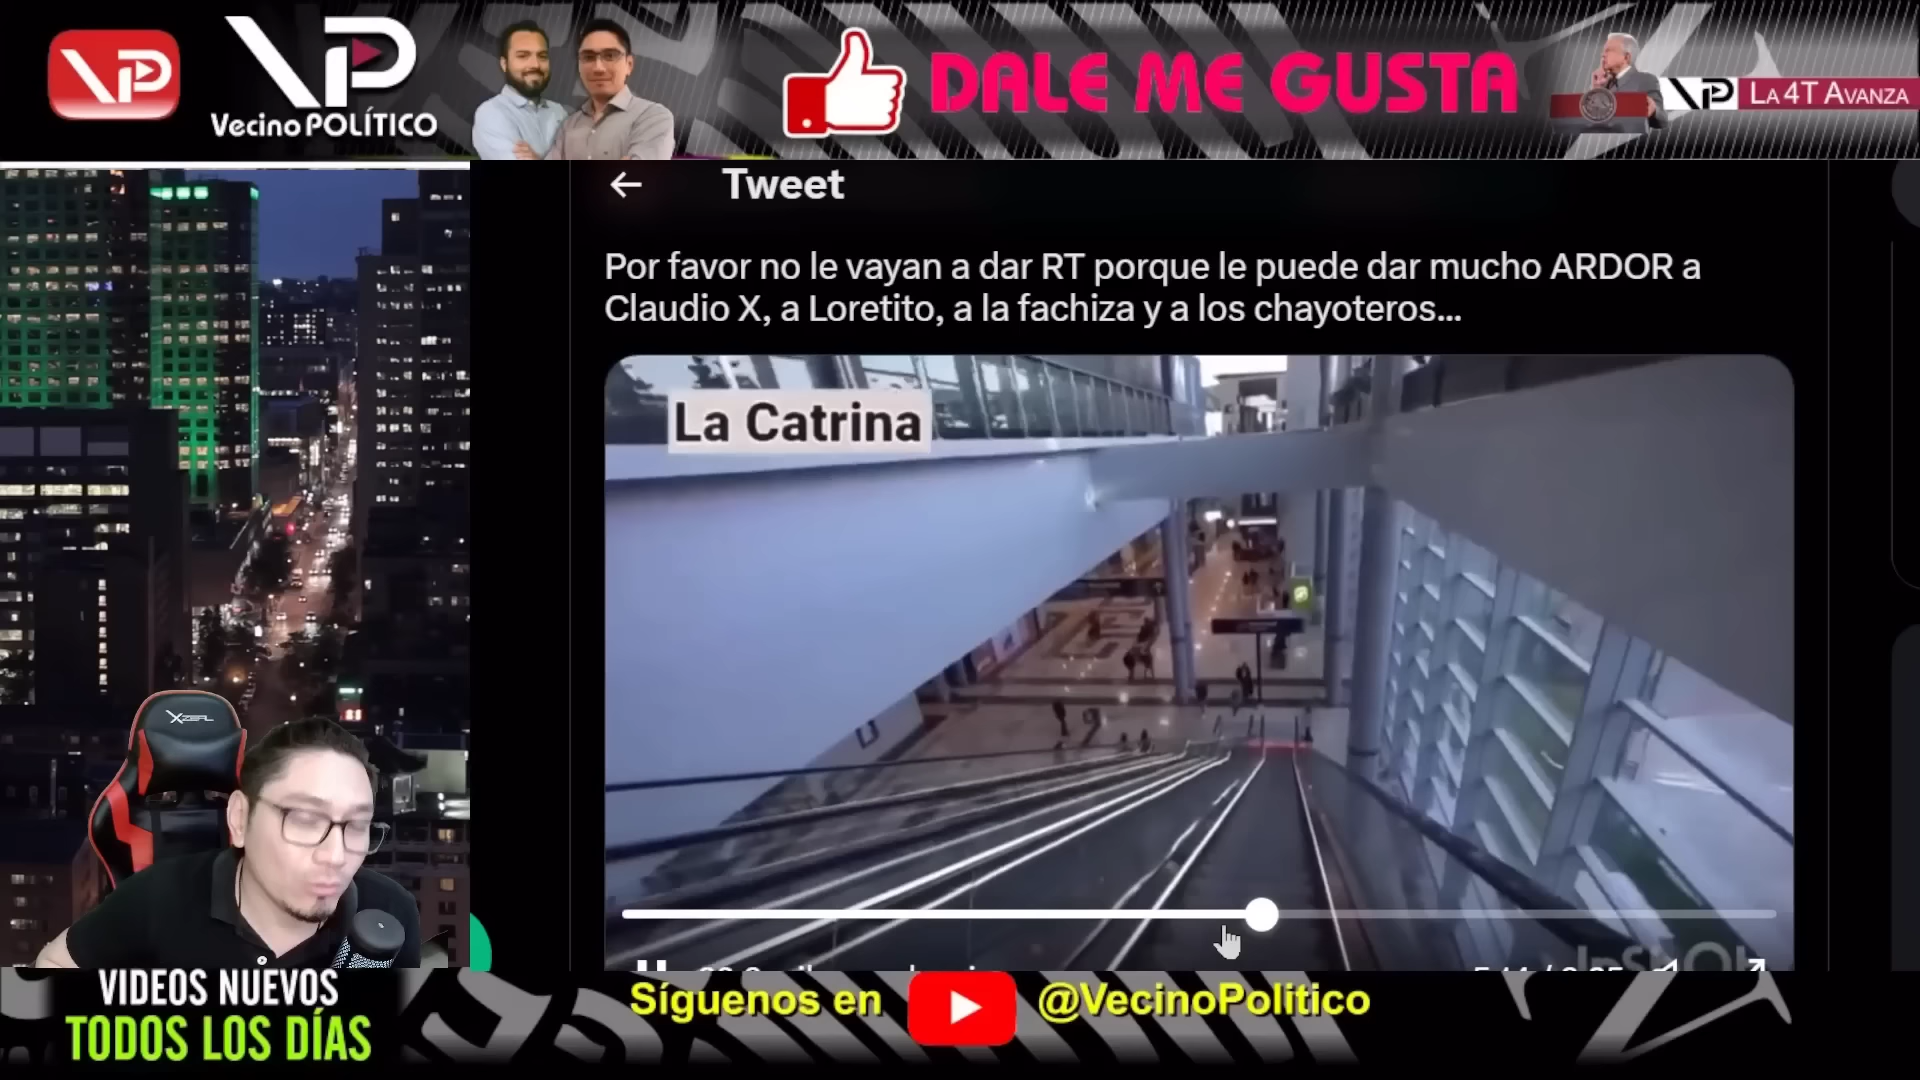 VP
VP
Vecino POLÍTICO
DALE ME GUSTA
VP LA 4T AVANZA
Tweet
Por favor no le vayan a dar RT porque le puede dar mucho ARDOR a
Claudio X, a Loretito, a la fachiza y a los chayoteros...
La Catrina
XZEAL
VIDEOS NUEVOS
TODOS LOS DÍAS
Síguenos en
@VecinoPolitico